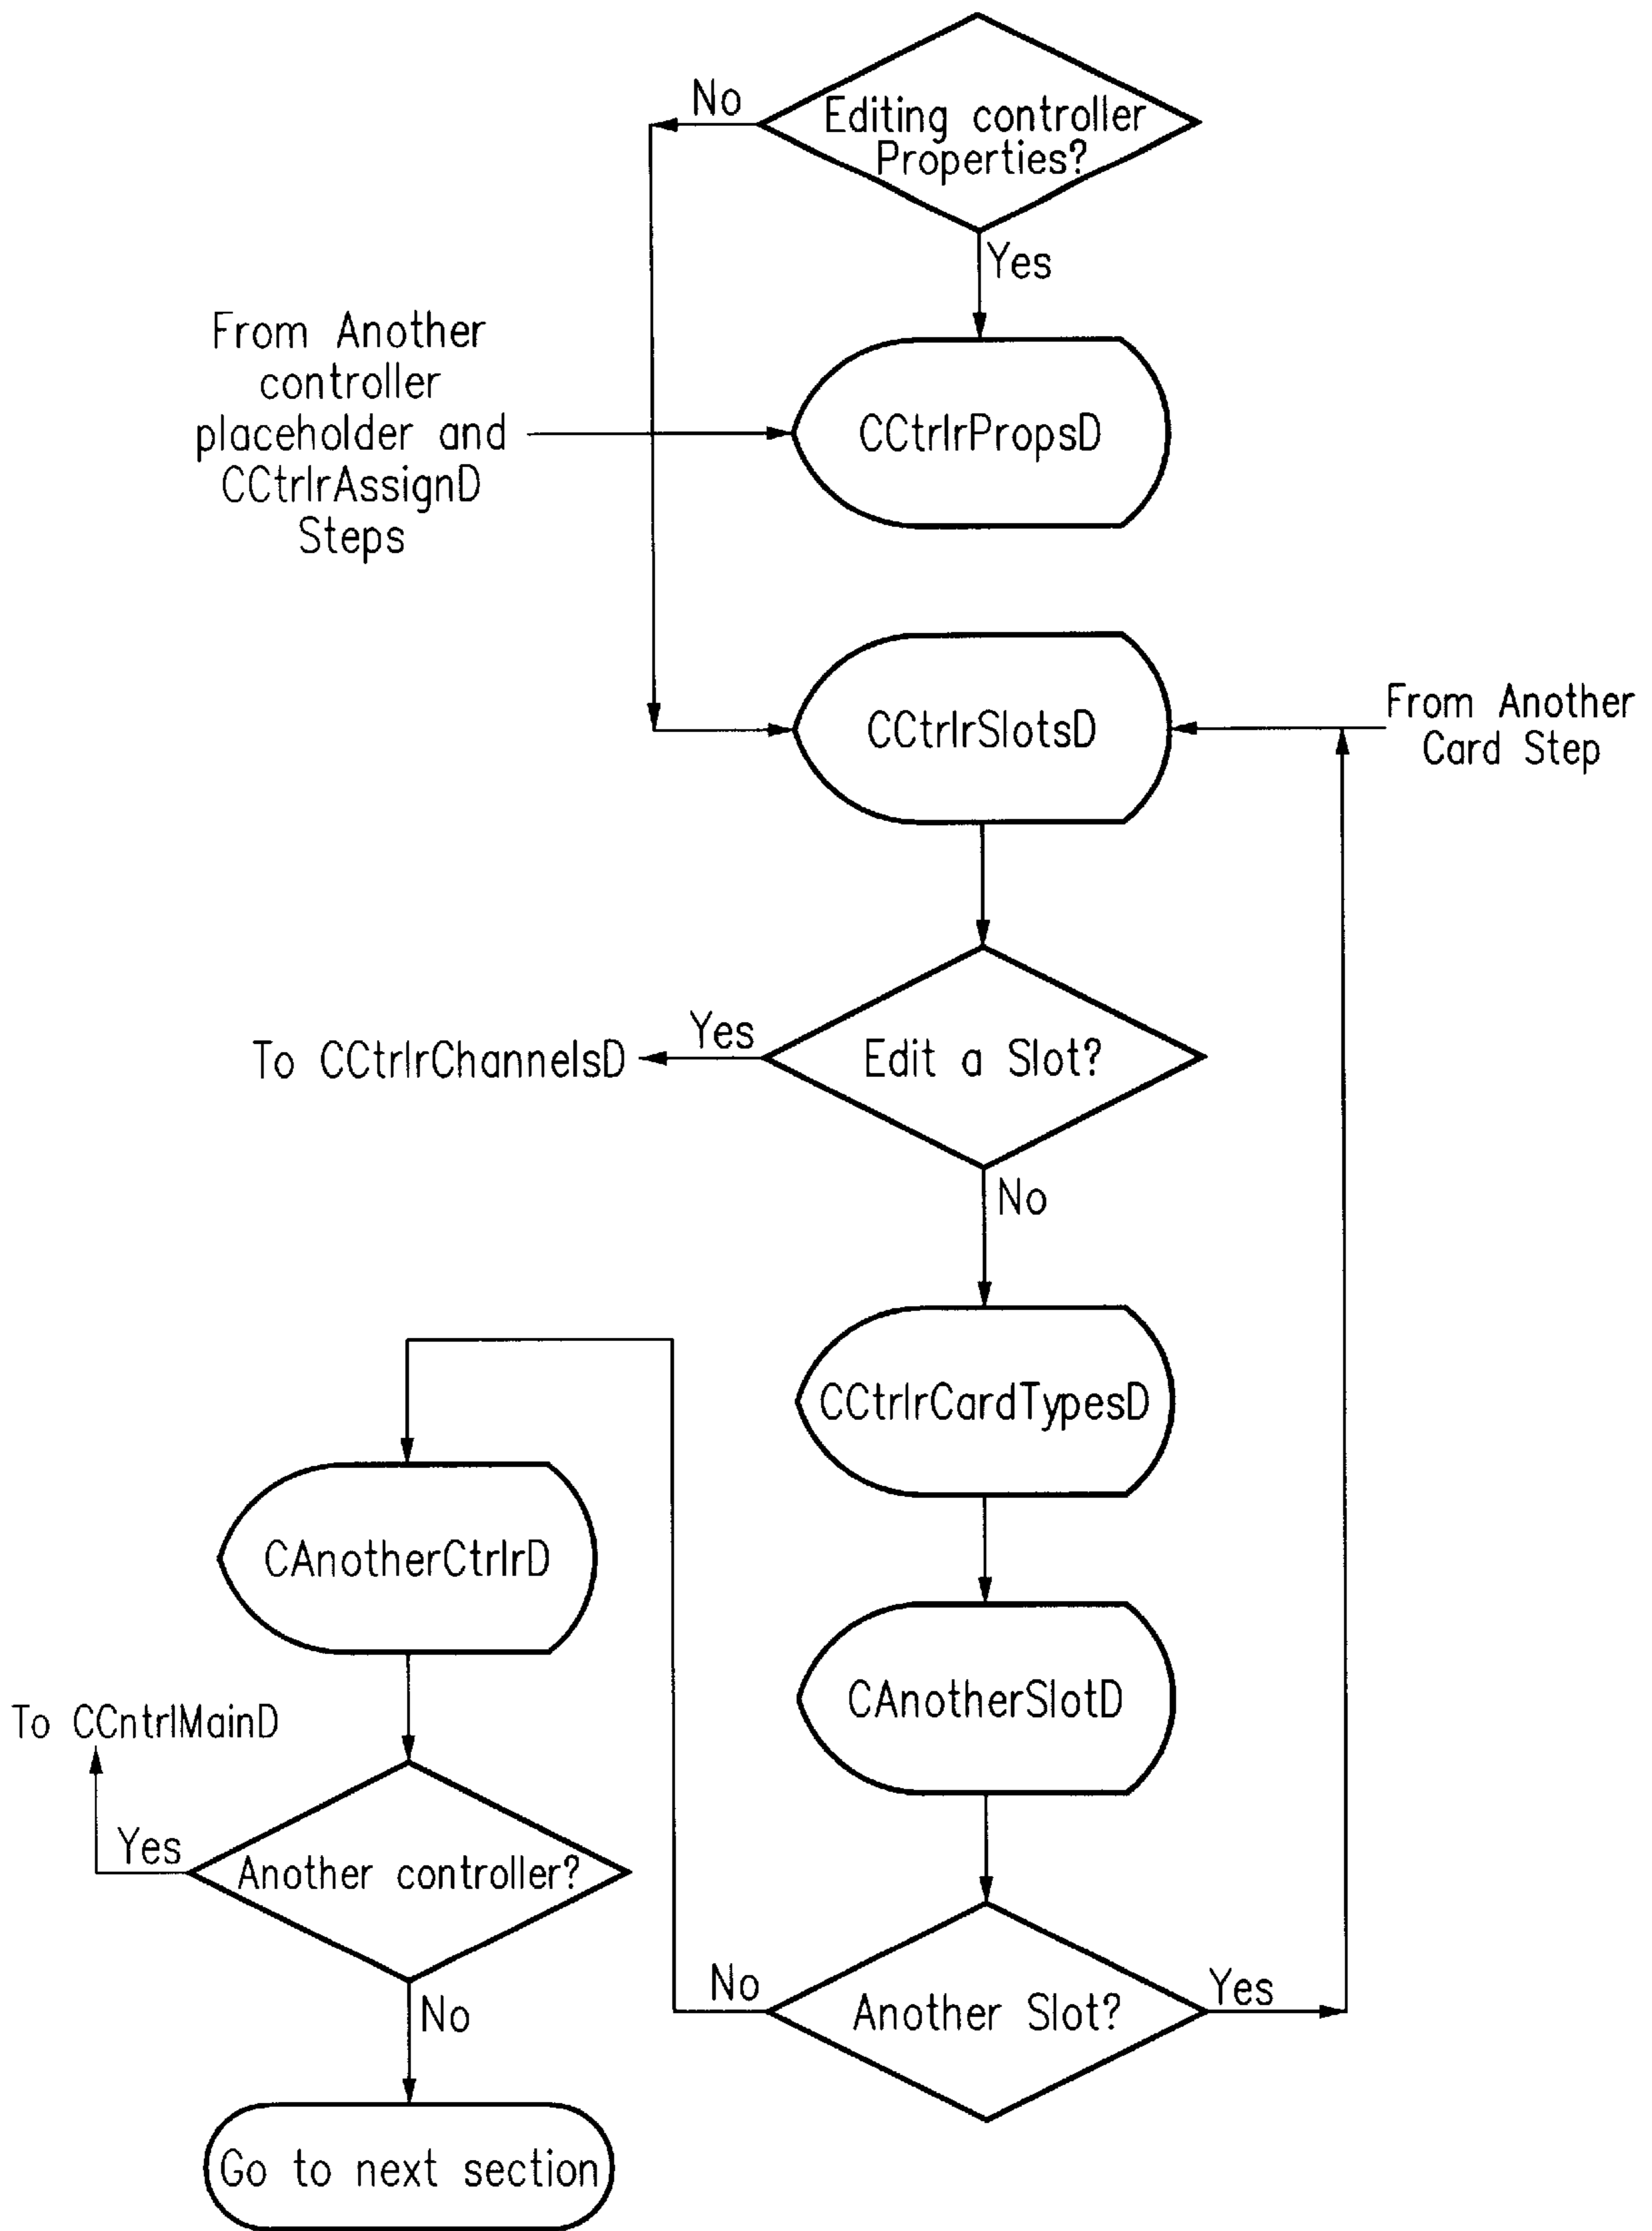 No
Editing controller
Properties?
Yes
From Another
controller
placeholder and
CCtrlrAssignD
Steps
CCtrlrPropsD
CCtrlrSlotsD
From Another
Card Step
Yes
To CCtrlrChannelsD
Edit a Slot?
No
CCtrlrCardTypesD
CAnotherCtrlrD
CAnotherSlotD
To CCntrlMainD
Yes
Another controller?
No
No
Another Slot?
Yes
Go to next section